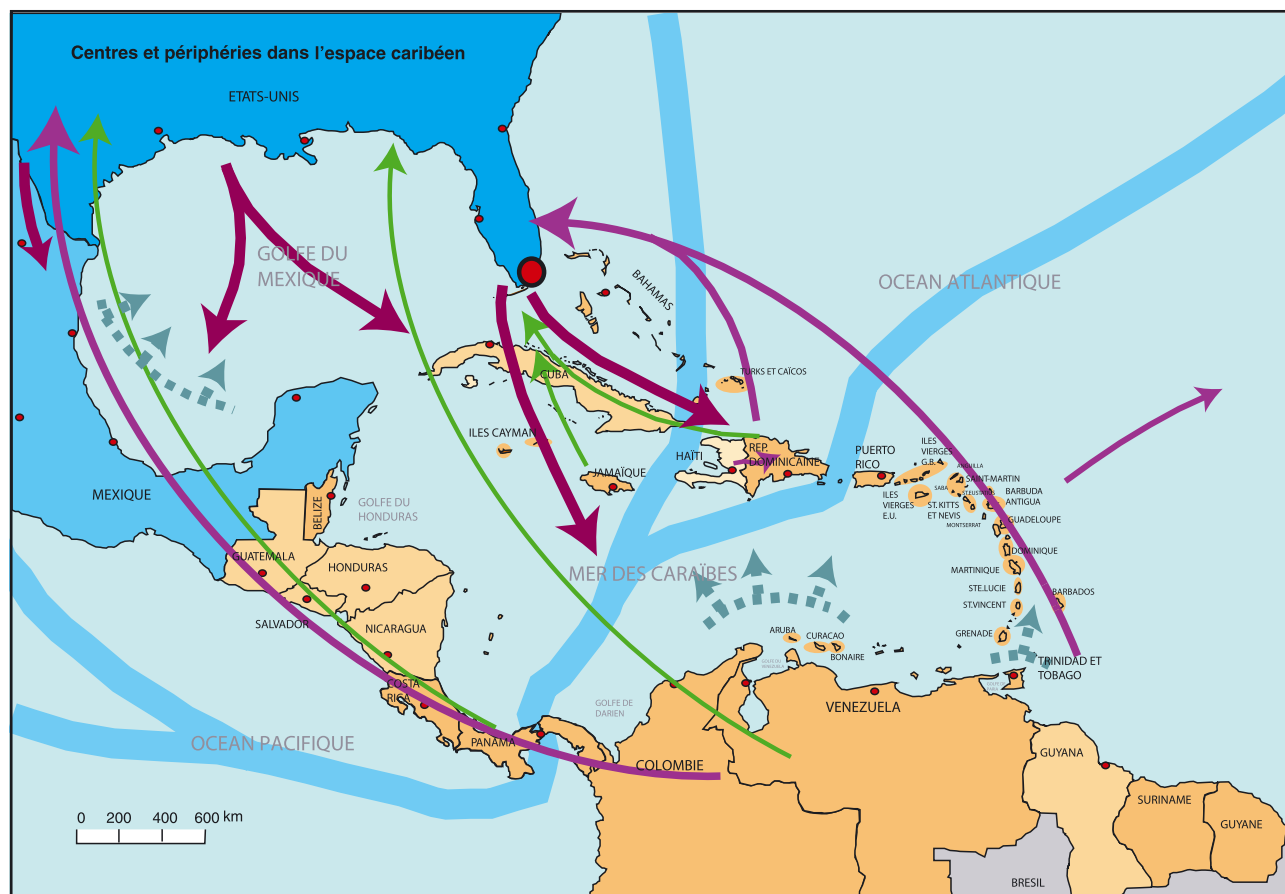 Centres et périphéries dans l'espace caribéen
ETATS-UNIS
GOLFE DU
MEXIQUE
BAHAMAS
OCEAN ATLANTIQUE
TURKS ET CAÏCOS
CUBA
ILES CAYMAN
JAMAÏQUE
HAÏTI
REP.
DOMINICAINE
PUERTO
RICO
ILES
VIERGES
G.B.
ANGUILLA
SAINT-MARTIN
SABA
ST.EUSTATIUS
BARBUDA
ANTIGUA
ILES
VIERGES
E.U.
ST.KITTS
ET NEVIS
MONTSERRAT
GUADELOUPE
DOMINIQUE
MARTINIQUE
STE.LUCIE
BARBADOS
ST.VINCENT
GRENADE
TRINIDAD ET
TOBAGO
MEXIQUE
BELIZE
GOLFE DU
HONDURAS
GUATEMALA
HONDURAS
SALVADOR
NICARAGUA
MER DES CARAÏBES
ARUBA
CURACAO
BONAIRE
COSTA
RICA
GOLFE DE
DARIEN
PANAMA
OCEAN PACIFIQUE
COLOMBIE
VENEZUELA
GUYANA
SURINAME
GUYANE
BRESIL
0 200 400 600 km